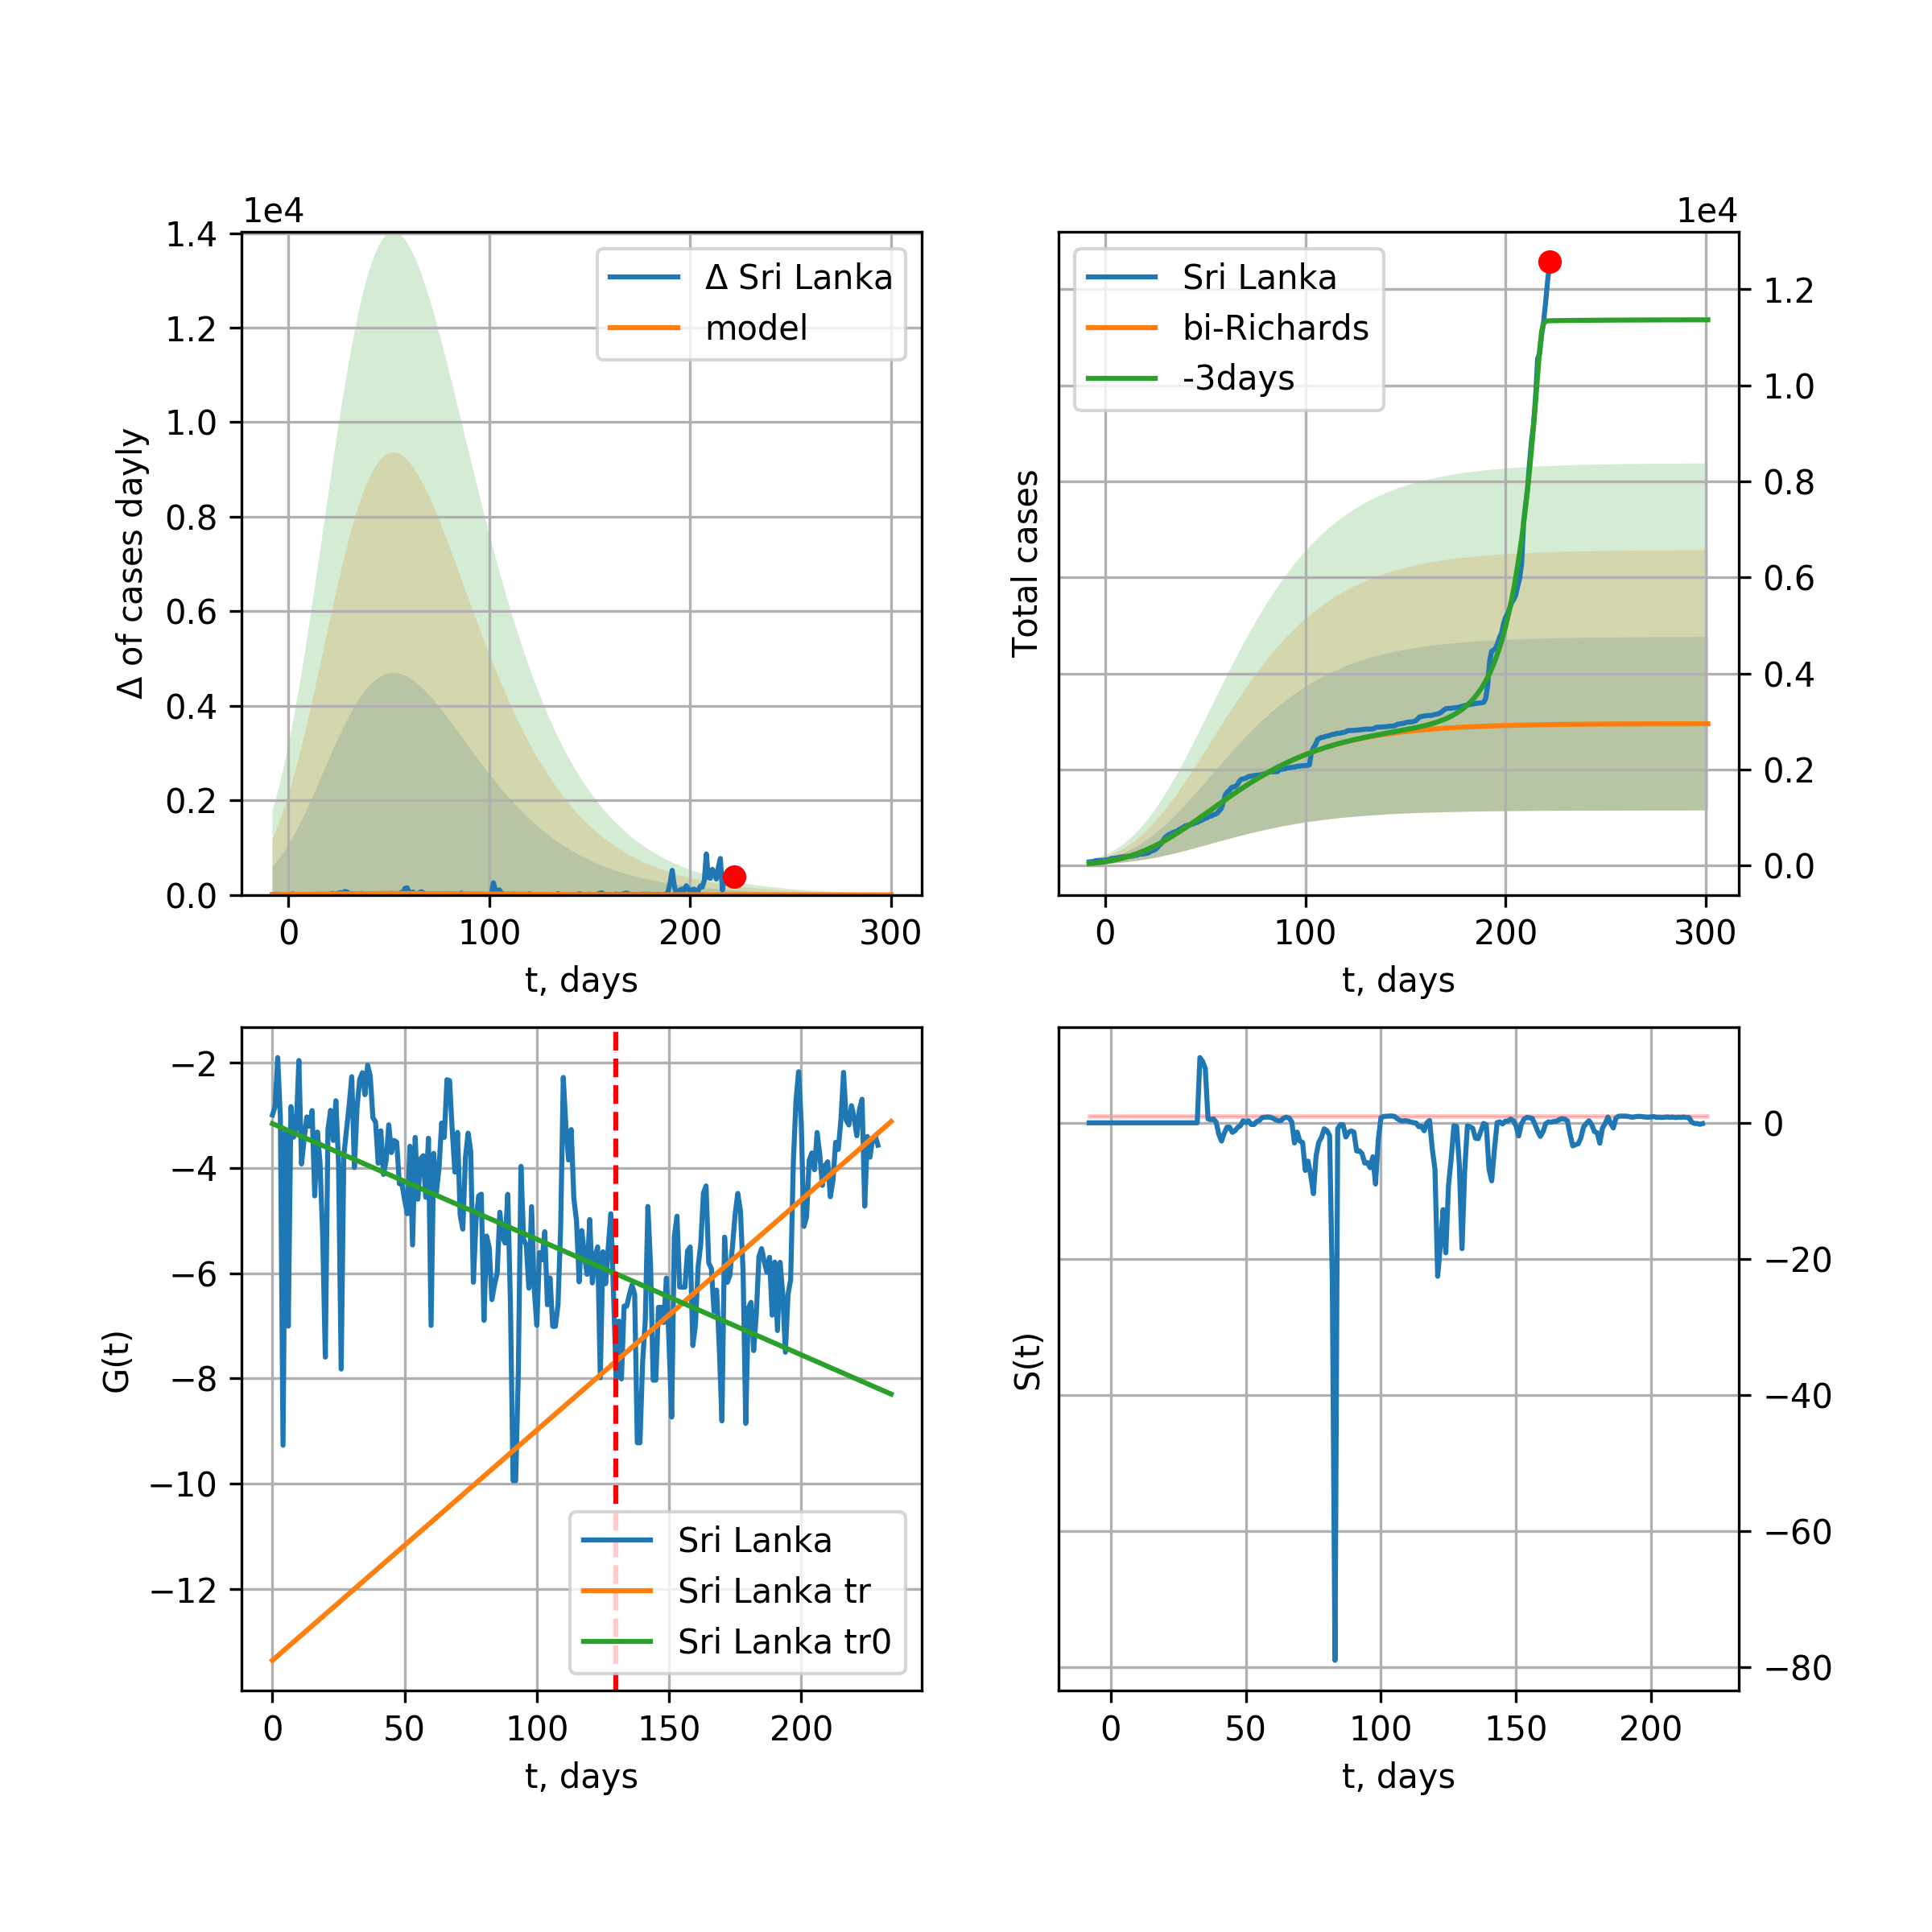 1e4
1.4
1.2
1.0
0.8
0.6
0.4
0.2
0.0
0 100 200 300
t, days
Δ of cases dayly
Δ Sri Lanka
model
1e4
1.2
1.0
0.8
0.6
0.4
0.2
0.0
0 100 200 300
t, days
Total cases
Sri Lanka
bi-Richards
-3days
−2
−4
−6
−8
−10
−12
0 50 100 150 200
t, days
G(t)
Sri Lanka
Sri Lanka tr
Sri Lanka tr0
0
−20
−40
−60
−80
0 50 100 150 200
t, days
S(t)